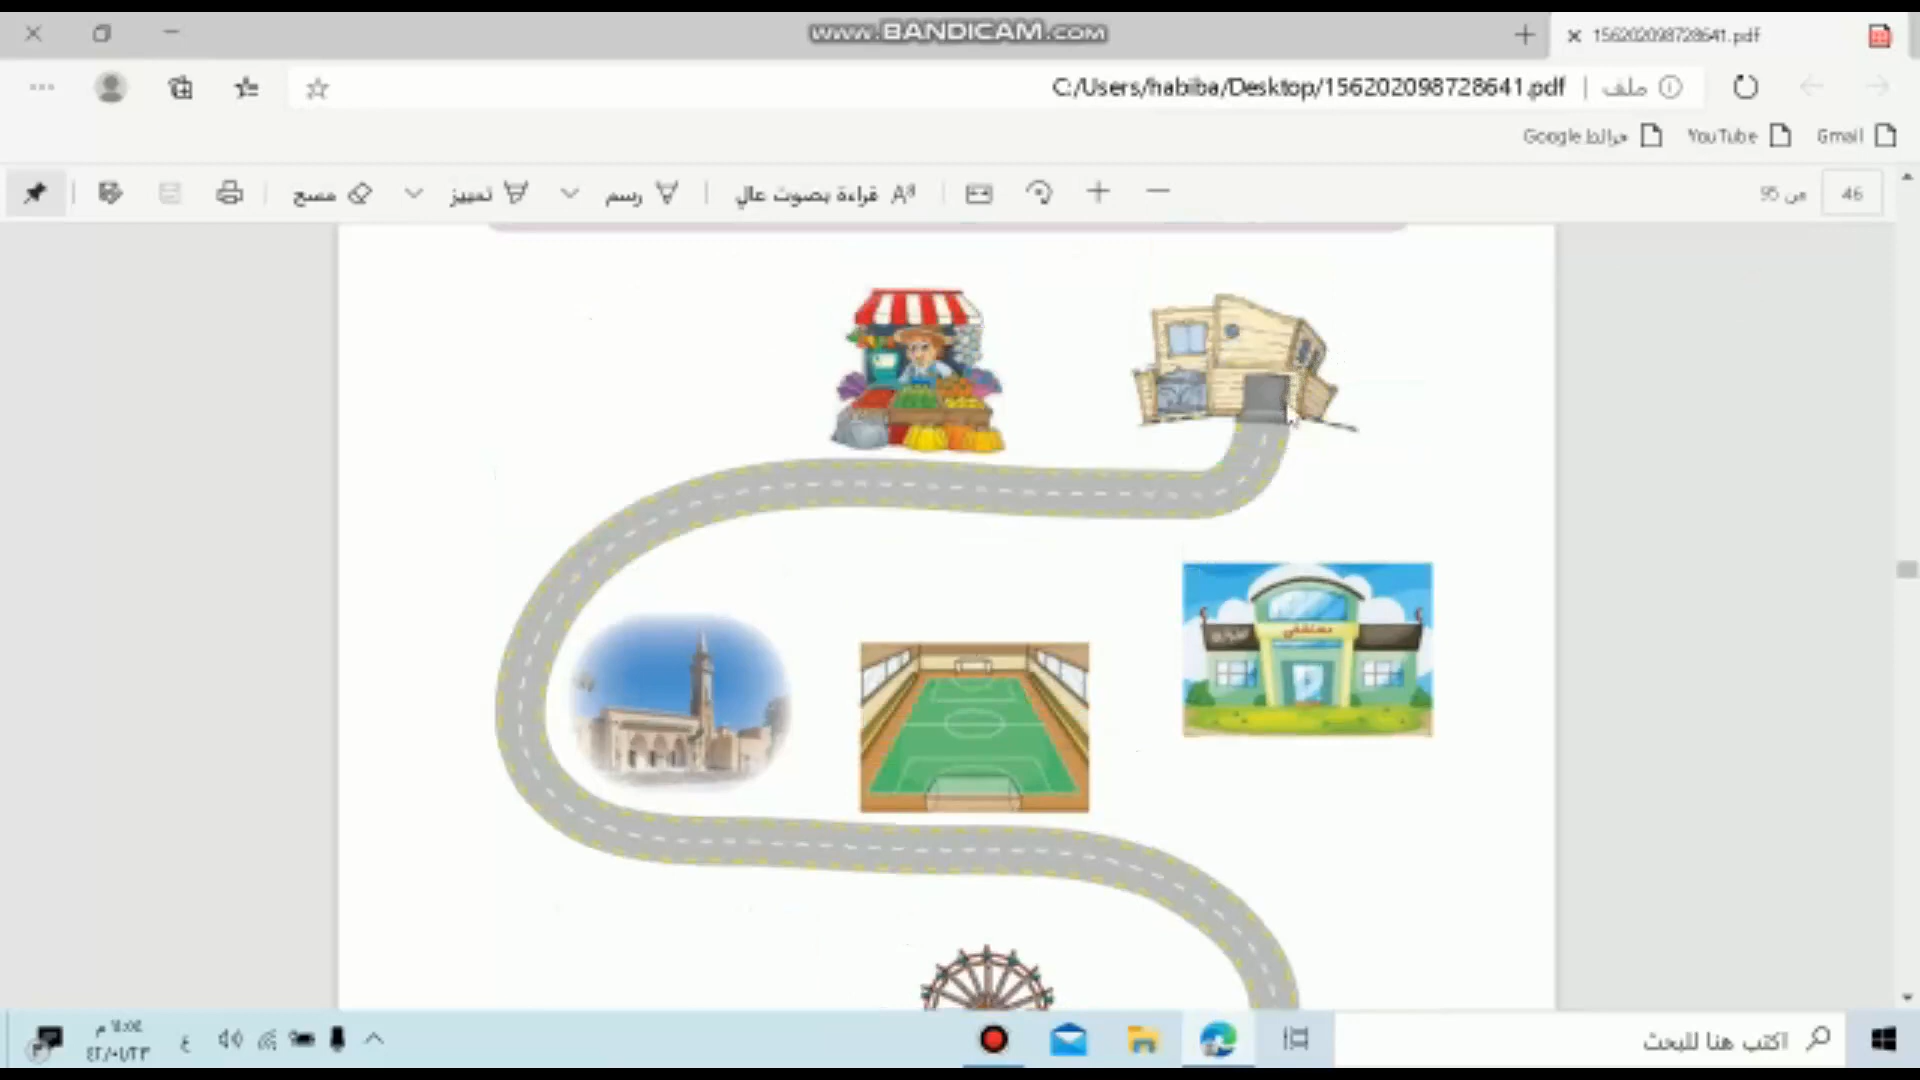 www.BANDICAM.com
156202098728641.pdf
C:/Users/habiba/Desktop/156202098728641.pdf
ملف
Gmail
YouTube
خرائط Google
46
من 95
قراءة بصوت عالٍ
رسم
تمييز
مسح
مستشفى
اكتب هنا للبحث
ع